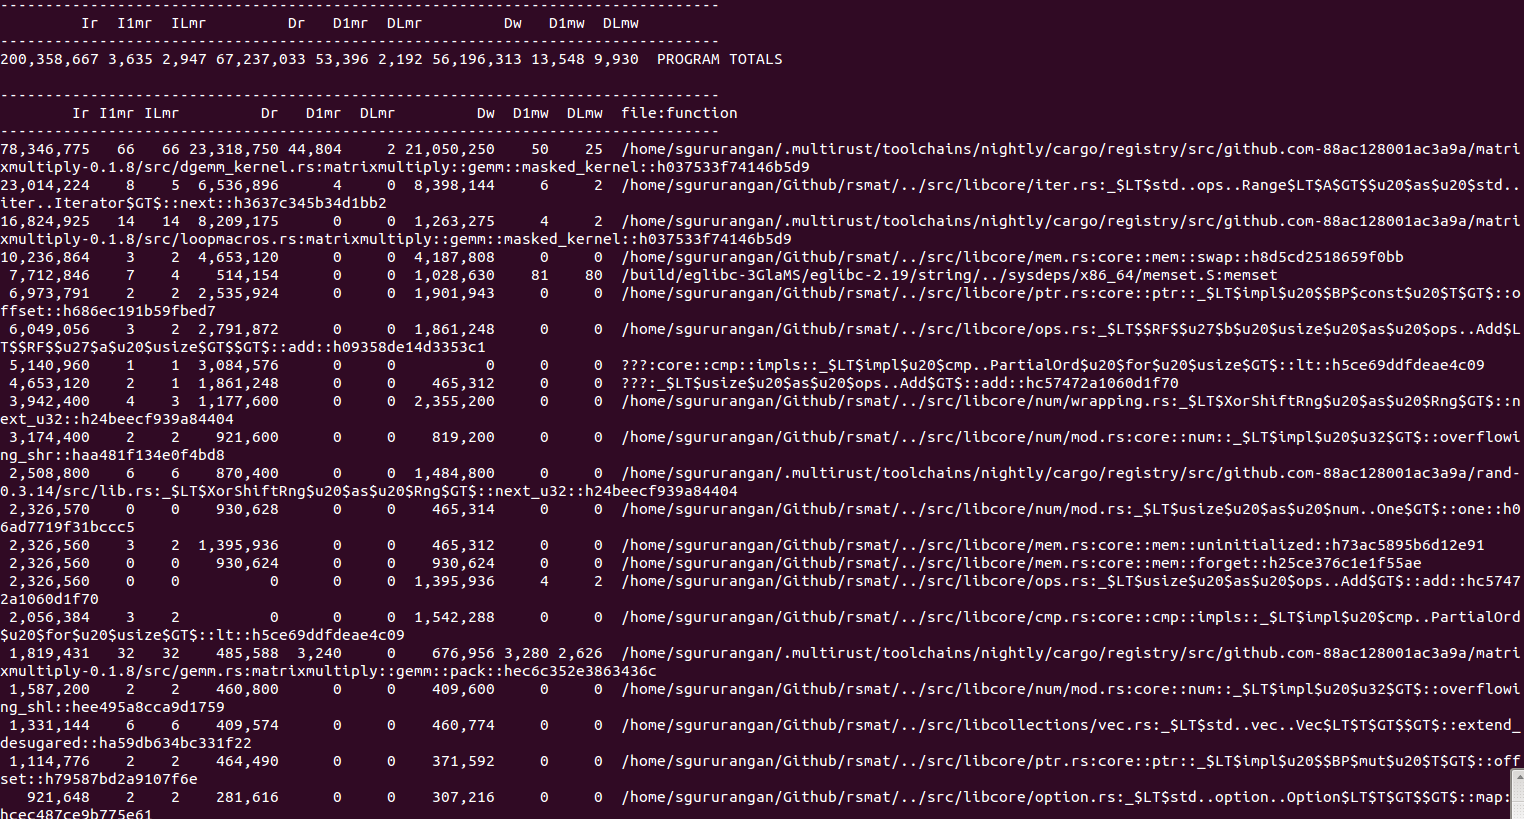 --------------------------------------------------------------------------------
         Ir  I1mr  ILmr         Dr   D1mr  DLmr         Dw   D1mw  DLmw
--------------------------------------------------------------------------------
200,358,667 3,635 2,947 67,237,033 53,396 2,192 56,196,313 13,548 9,930  PROGRAM TOTALS

--------------------------------------------------------------------------------
        Ir I1mr ILmr         Dr   D1mr  DLmr         Dw  D1mw  DLmw  file:function
--------------------------------------------------------------------------------
78,346,775   66   66 23,318,750 44,804     2 21,050,250    50    25  /home/sgururangan/.multirust/toolchains/nightly/cargo/registry/src/github.com-88ac128001ac3a9a/matri
xmultiply-0.1.8/src/dgemm_kernel.rs:matrixmultiply::gemm::masked_kernel::h037533f74146b5d9
23,014,224    8    5  6,536,896      4     0  8,398,144     6     2  /home/sgururangan/Github/rsmat/../src/libcore/iter.rs:_$LT$std..ops..Range$LT$A$GT$$u20$as$u20$std..
iter..Iterator$GT$::next::h3637c345b34d1bb2
16,824,925   14   14  8,209,175      0     0  1,263,275     4     2  /home/sgururangan/.multirust/toolchains/nightly/cargo/registry/src/github.com-88ac128001ac3a9a/matri
xmultiply-0.1.8/src/loopmacros.rs:matrixmultiply::gemm::masked_kernel::h037533f74146b5d9
10,236,864    3    2  4,653,120      0     0  4,187,808     0     0  /home/sgururangan/Github/rsmat/../src/libcore/mem.rs:core::mem::swap::h8d5cd2518659f0bb
 7,712,846    7    4    514,154      0     0  1,028,630    81    80  /build/eglibc-3GlaMS/eglibc-2.19/string/../sysdeps/x86_64/memset.S:memset
 6,973,791    2    2  2,535,924      0     0  1,901,943     0     0  /home/sgururangan/Github/rsmat/../src/libcore/ptr.rs:core::ptr::_$LT$impl$u20$$BP$const$u20$T$GT$::o
ffset::h686ec191b59fbed7
 6,049,056    3    2  2,791,872      0     0  1,861,248     0     0  /home/sgururangan/Github/rsmat/../src/libcore/ops.rs:_$LT$$RF$$u27$b$u20$usize$u20$as$u20$ops..Add$L
T$$RF$$u27$a$u20$usize$GT$$GT$::add::h09358de14d3353c1
 5,140,960    1    1  3,084,576      0     0          0     0     0  ???:core::cmp::impls::_$LT$impl$u20$cmp..PartialOrd$u20$for$u20$usize$GT$::lt::h5ce69ddfdeae4c09
 4,653,120    2    1  1,861,248      0     0    465,312     0     0  ???:_$LT$usize$u20$as$u20$ops..Add$GT$::add::hc57472a1060d1f70
 3,942,400    4    3  1,177,600      0     0  2,355,200     0     0  /home/sgururangan/Github/rsmat/../src/libcore/num/wrapping.rs:_$LT$XorShiftRng$u20$as$u20$Rng$GT$::n
ext_u32::h24beecf939a84404
 3,174,400    2    2    921,600      0     0    819,200     0     0  /home/sgururangan/Github/rsmat/../src/libcore/num/mod.rs:core::num::_$LT$impl$u20$u32$GT$::overflowi
ng_shr::haa481f134e0f4bd8
 2,508,800    6    6    870,400      0     0  1,484,800     0     0  /home/sgururangan/.multirust/toolchains/nightly/cargo/registry/src/github.com-88ac128001ac3a9a/rand-
0.3.14/src/lib.rs:_$LT$XorShiftRng$u20$as$u20$Rng$GT$::next_u32::h24beecf939a84404
 2,326,570    0    0    930,628      0     0    465,314     0     0  /home/sgururangan/Github/rsmat/../src/libcore/num/mod.rs:_$LT$usize$u20$as$u20$num..One$GT$::one::h0
6ad7719f31bccc5
 2,326,560    3    2  1,395,936      0     0    465,312     0     0  /home/sgururangan/Github/rsmat/../src/libcore/mem.rs:core::mem::uninitialized::h73ac5895b6d12e91
 2,326,560    0    0    930,624      0     0    930,624     0     0  /home/sgururangan/Github/rsmat/../src/libcore/mem.rs:core::mem::forget::h25ce376c1e1f55ae
 2,326,560    0    0          0      0     0  1,395,936     4     2  /home/sgururangan/Github/rsmat/../src/libcore/ops.rs:_$LT$usize$u20$as$u20$ops..Add$GT$::add::hc5747
2a1060d1f70
 2,056,384    3    2          0      0     0  1,542,288     0     0  /home/sgururangan/Github/rsmat/../src/libcore/cmp.rs:core::cmp::impls::_$LT$impl$u20$cmp..PartialOrd
$u20$for$u20$usize$GT$::lt::h5ce69ddfdeae4c09
 1,819,431   32   32    485,588  3,240     0    676,956 3,280 2,626  /home/sgururangan/.multirust/toolchains/nightly/cargo/registry/src/github.com-88ac128001ac3a9a/matri
xmultiply-0.1.8/src/gemm.rs:matrixmultiply::gemm::pack::hec6c352e3863436c
 1,587,200    2    2    460,800      0     0    409,600     0     0  /home/sgururangan/Github/rsmat/../src/libcore/num/mod.rs:core::num::_$LT$impl$u20$u32$GT$::overflowi
ng_shl::hee495a8cca9d1759
 1,331,144    6    6    409,574      0     0    460,774     0     0  /home/sgururangan/Github/rsmat/../src/libcollections/vec.rs:_$LT$std..vec..Vec$LT$T$GT$$GT$::extend_
desugared::ha59db634bc331f22
 1,114,776    2    2    464,490      0     0    371,592     0     0  /home/sgururangan/Github/rsmat/../src/libcore/ptr.rs:core::ptr::_$LT$impl$u20$$BP$mut$u20$T$GT$::off
set::h79587bd2a9107f6e
   921,648    2    2    281,616      0     0    307,216     0     0  /home/sgururangan/Github/rsmat/../src/libcore/option.rs:_$LT$std..option..Option$LT$T$GT$$GT$::map:
hcec487ce9b775e61